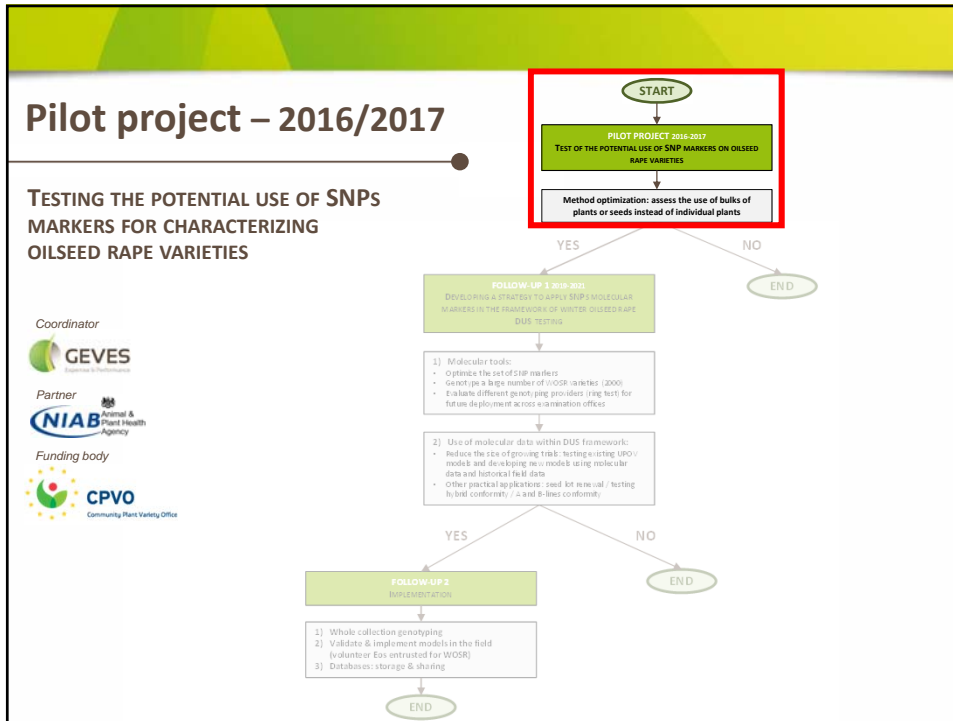 Pilot project – 2016/2017
TESTING THE POTENTIAL USE OF SNPS
MARKERS FOR CHARACTERIZING
OILSEED RAPE VARIETIES
Coordinator
GEVES
Expertise & Performance
Partner
NIAB
Animal &
Plant Health
Agency
Funding body
CPVO
Community Plant Variety Office
START
PILOT PROJECT 2016-2017
TEST OF THE POTENTIAL USE OF SNP MARKERS ON OILSEED
RAPE VARIETIES
Method optimization: assess the use of bulks of
plants or seeds instead of individual plants
YES
NO
END
FOLLOW-UP 1 2019-2021
DEVELOPING A STRATEGY TO APPLY SNPS MOLECULAR
MARKERS IN THE FRAMEWORK OF WINTER OILSEED RAPE
DUS TESTING
1) Molecular tools:
• Optimize the set of SNP markers
• Genotype a large number of WOSR varieties (2000)
• Evaluate different genotyping providers (ring test) for
future deployment across examination offices
2) Use of molecular data within DUS framework:
• Reduce the size of growing trials: testing existing UPOV
models and developing new models using molecular
data and historical field data
• Other practical applications: seed lot renewal / testing
hybrid conformity / A and B-lines conformity
YES
NO
END
FOLLOW-UP 2
IMPLEMENTATION
1) Whole collection genotyping
2) Validate & implement models in the field
(volunteer Eos entrusted for WOSR)
3) Databases: storage & sharing
END